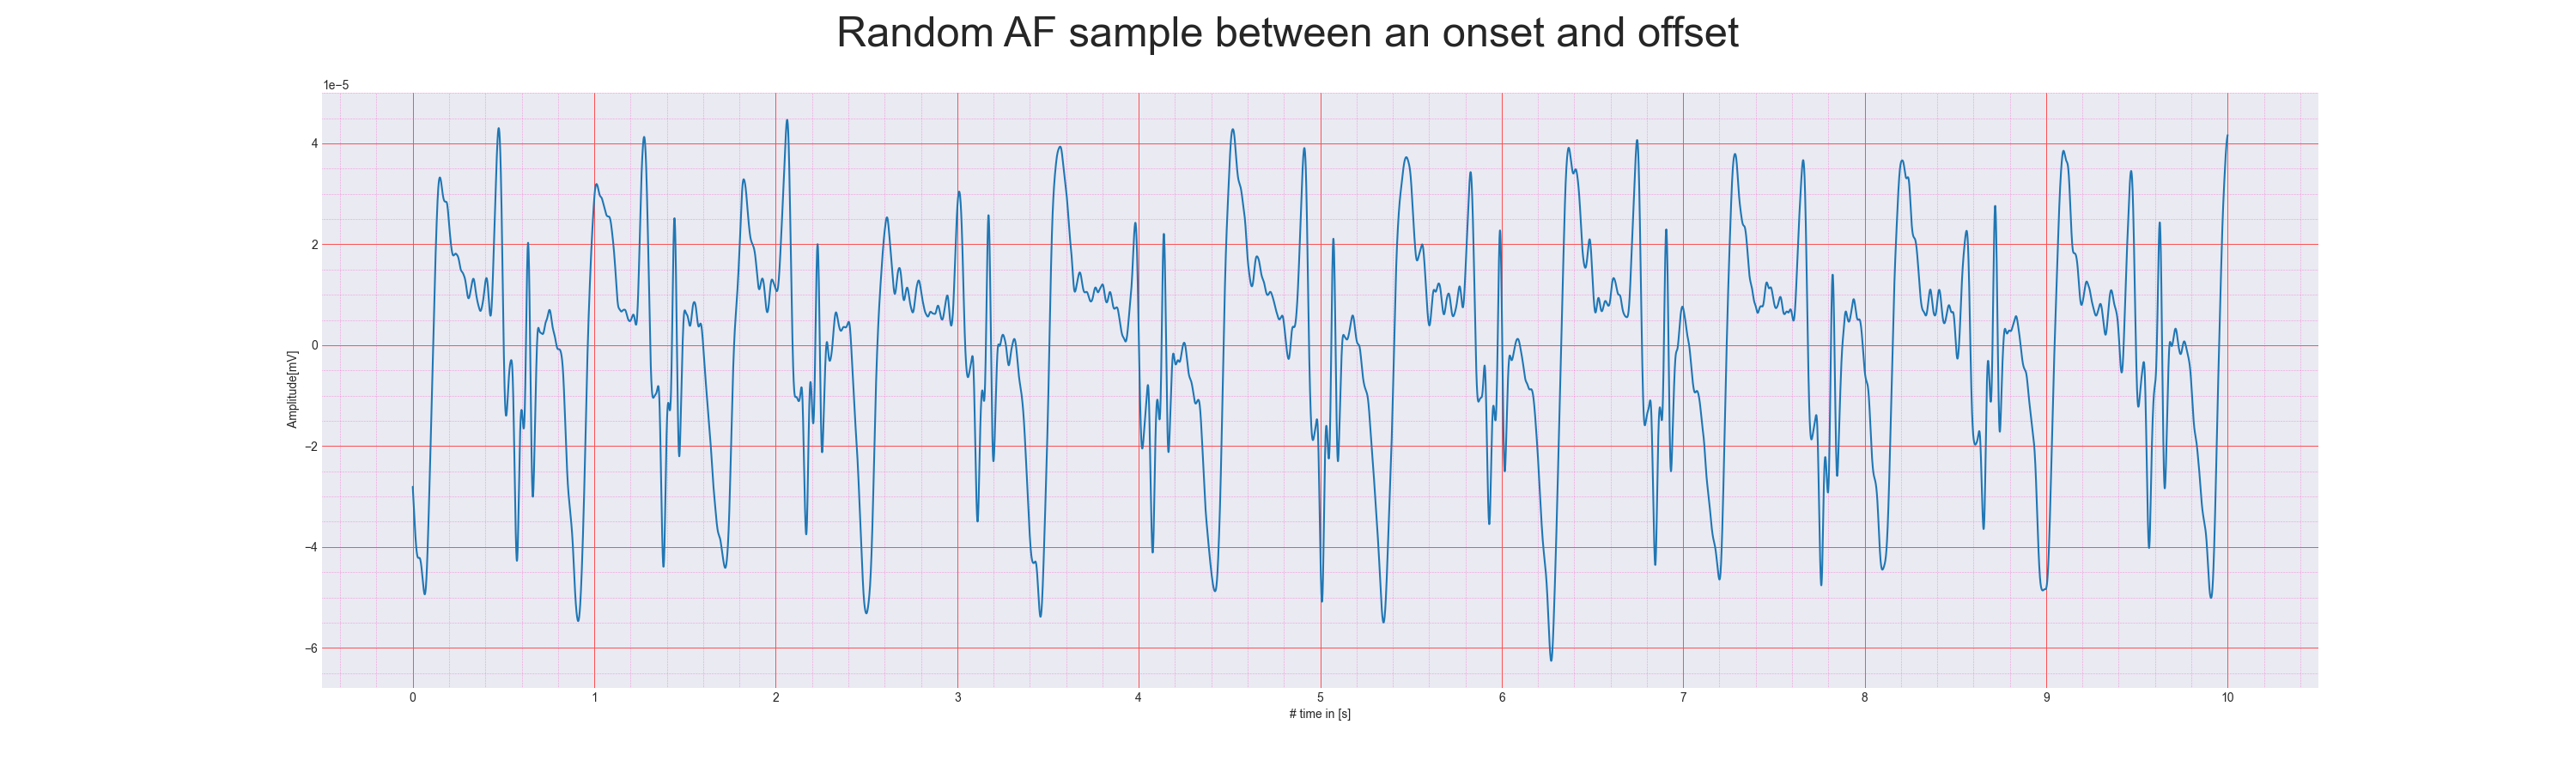 Random AF sample between an onset and offset
1e−5
4
2
0
−2
−4
−6
Amplitude[mV]
0 1 2 3 4 5 6 7 8 9 10
# time in [s]